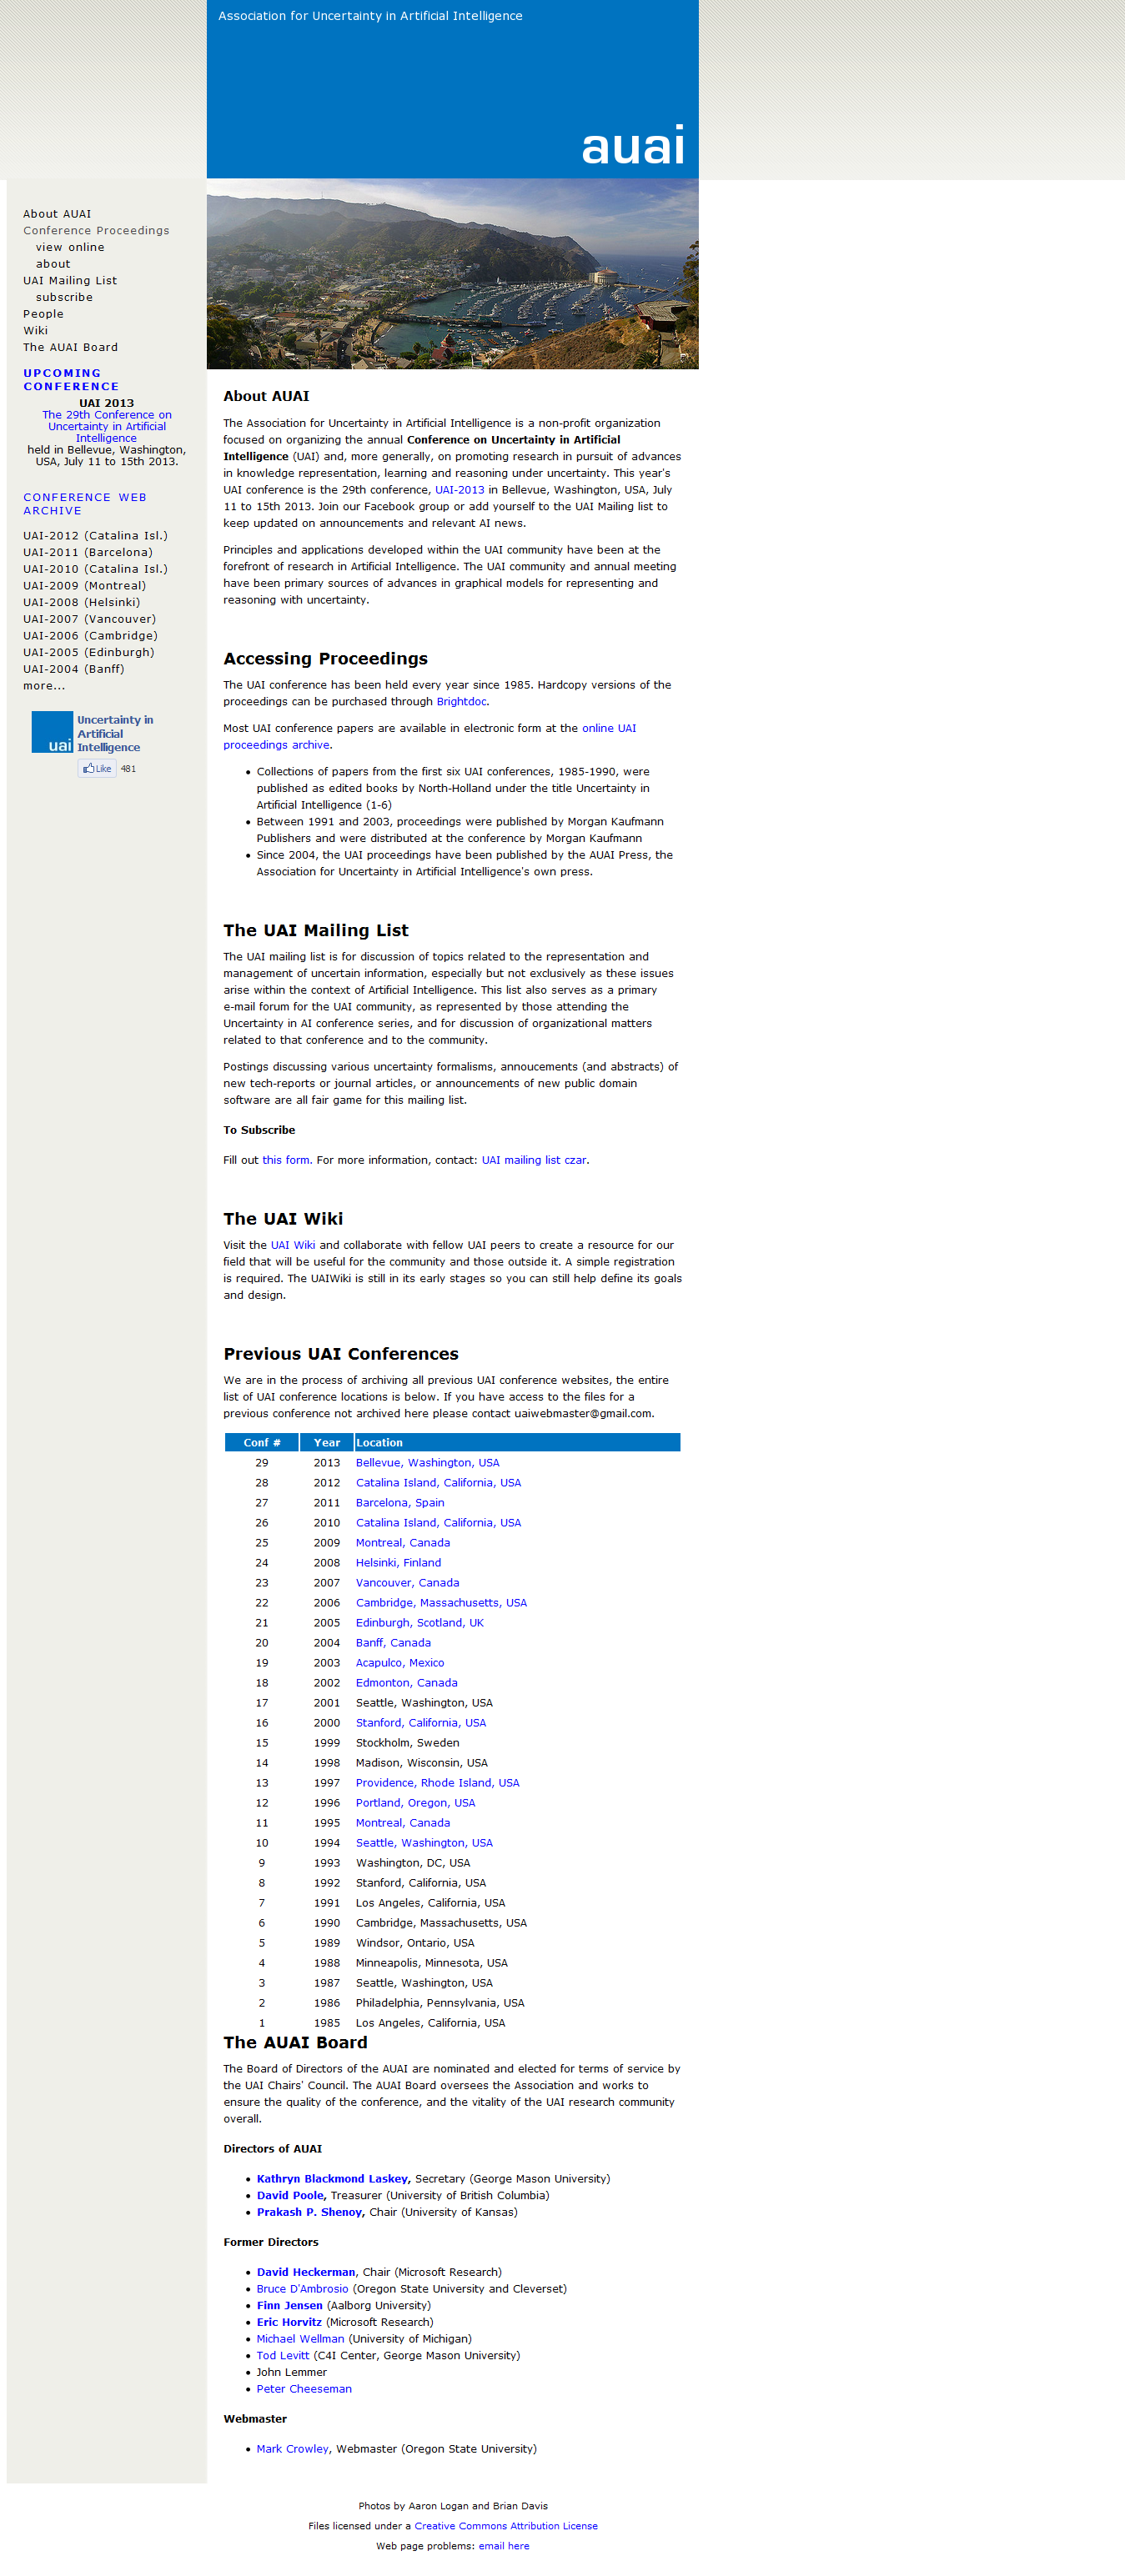 Association for Uncertainty in Artificial Intelligence
auai
About AUAI
Conference Proceedings
view online
about
UAI Mailing List
subscribe
People
Wiki
The AUAI Board
UPCOMING
CONFERENCE
UAI 2013
The 29th Conference on
Uncertainty in Artificial
Intelligence
held in Bellevue, Washington,
USA, July 11 to 15th 2013.
CONFERENCE WEB
ARCHIVE
UAI-2012 (Catalina Isl.)
UAI-2011 (Barcelona)
UAI-2010 (Catalina Isl.)
UAI-2009 (Montreal)
UAI-2008 (Helsinki)
UAI-2007 (Vancouver)
UAI-2006 (Cambridge)
UAI-2005 (Edinburgh)
UAI-2004 (Banff)
more...
uai
Uncertainty in
Artificial
Intelligence
Like 481
About AUAI
The Association for Uncertainty in Artificial Intelligence is a non-profit organization
focused on organizing the annual Conference on Uncertainty in Artificial
Intelligence (UAI) and, more generally, on promoting research in pursuit of advances
in knowledge representation, learning and reasoning under uncertainty. This year's
UAI conference is the 29th conference, UAI-2013 in Bellevue, Washington, USA, July
11 to 15th 2013. Join our Facebook group or add yourself to the UAI Mailing list to
keep updated on announcements and relevant AI news.
Principles and applications developed within the UAI community have been at the
forefront of research in Artificial Intelligence. The UAI community and annual meeting
have been primary sources of advances in graphical models for representing and
reasoning with uncertainty.
Accessing Proceedings
The UAI conference has been held every year since 1985. Hardcopy versions of the
proceedings can be purchased through Brightdoc.
Most UAI conference papers are available in electronic form at the online UAI
proceedings archive.
• Collections of papers from the first six UAI conferences, 1985-1990, were
published as edited books by North-Holland under the title Uncertainty in
Artificial Intelligence (1-6)
• Between 1991 and 2003, proceedings were published by Morgan Kaufmann
Publishers and were distributed at the conference by Morgan Kaufmann
• Since 2004, the UAI proceedings have been published by the AUAI Press, the
Association for Uncertainty in Artificial Intelligence's own press.
The UAI Mailing List
The UAI mailing list is for discussion of topics related to the representation and
management of uncertain information, especially but not exclusively as these issues
arise within the context of Artificial Intelligence. This list also serves as a primary
e-mail forum for the UAI community, as represented by those attending the
Uncertainty in AI conference series, and for discussion of organizational matters
related to that conference and to the community.
Postings discussing various uncertainty formalisms, annoucements (and abstracts) of
new tech-reports or journal articles, or announcements of new public domain
software are all fair game for this mailing list.
To Subscribe
Fill out this form. For more information, contact: UAI mailing list czar.
The UAI Wiki
Visit the UAI Wiki and collaborate with fellow UAI peers to create a resource for our
field that will be useful for the community and those outside it. A simple registration
is required. The UAIWiki is still in its early stages so you can still help define its goals
and design.
Previous UAI Conferences
We are in the process of archiving all previous UAI conference websites, the entire
list of UAI conference locations is below. If you have access to the files for a
previous conference not archived here please contact uaiwebmaster@gmail.com.
Conf # Year Location
29 2013 Bellevue, Washington, USA
28 2012 Catalina Island, California, USA
27 2011 Barcelona, Spain
26 2010 Catalina Island, California, USA
25 2009 Montreal, Canada
24 2008 Helsinki, Finland
23 2007 Vancouver, Canada
22 2006 Cambridge, Massachusetts, USA
21 2005 Edinburgh, Scotland, UK
20 2004 Banff, Canada
19 2003 Acapulco, Mexico
18 2002 Edmonton, Canada
17 2001 Seattle, Washington, USA
16 2000 Stanford, California, USA
15 1999 Stockholm, Sweden
14 1998 Madison, Wisconsin, USA
13 1997 Providence, Rhode Island, USA
12 1996 Portland, Oregon, USA
11 1995 Montreal, Canada
10 1994 Seattle, Washington, USA
9 1993 Washington, DC, USA
8 1992 Stanford, California, USA
7 1991 Los Angeles, California, USA
6 1990 Cambridge, Massachusetts, USA
5 1989 Windsor, Ontario, USA
4 1988 Minneapolis, Minnesota, USA
3 1987 Seattle, Washington, USA
2 1986 Philadelphia, Pennsylvania, USA
1 1985 Los Angeles, California, USA
The AUAI Board
The Board of Directors of the AUAI are nominated and elected for terms of service by
the UAI Chairs' Council. The AUAI Board oversees the Association and works to
ensure the quality of the conference, and the vitality of the UAI research community
overall.
Directors of AUAI
• Kathryn Blackmond Laskey, Secretary (George Mason University)
• David Poole, Treasurer (University of British Columbia)
• Prakash P. Shenoy, Chair (University of Kansas)
Former Directors
• David Heckerman, Chair (Microsoft Research)
• Bruce D'Ambrosio (Oregon State University and Cleverset)
• Finn Jensen (Aalborg University)
• Eric Horvitz (Microsoft Research)
• Michael Wellman (University of Michigan)
• Tod Levitt (C4I Center, George Mason University)
• John Lemmer
• Peter Cheeseman
Webmaster
• Mark Crowley, Webmaster (Oregon State University)
Photos by Aaron Logan and Brian Davis
Files licensed under a Creative Commons Attribution License
Web page problems: email here